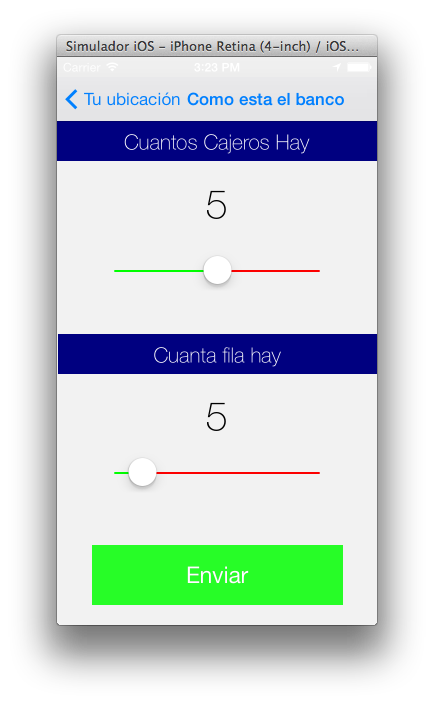 Simulador iOS - iPhone Retina (4-inch) / iOS...
Carrier 3:23 PM
Tu ubicación Como esta el banco
Cuantos Cajeros Hay
5
Cuanta fila hay
5
Enviar